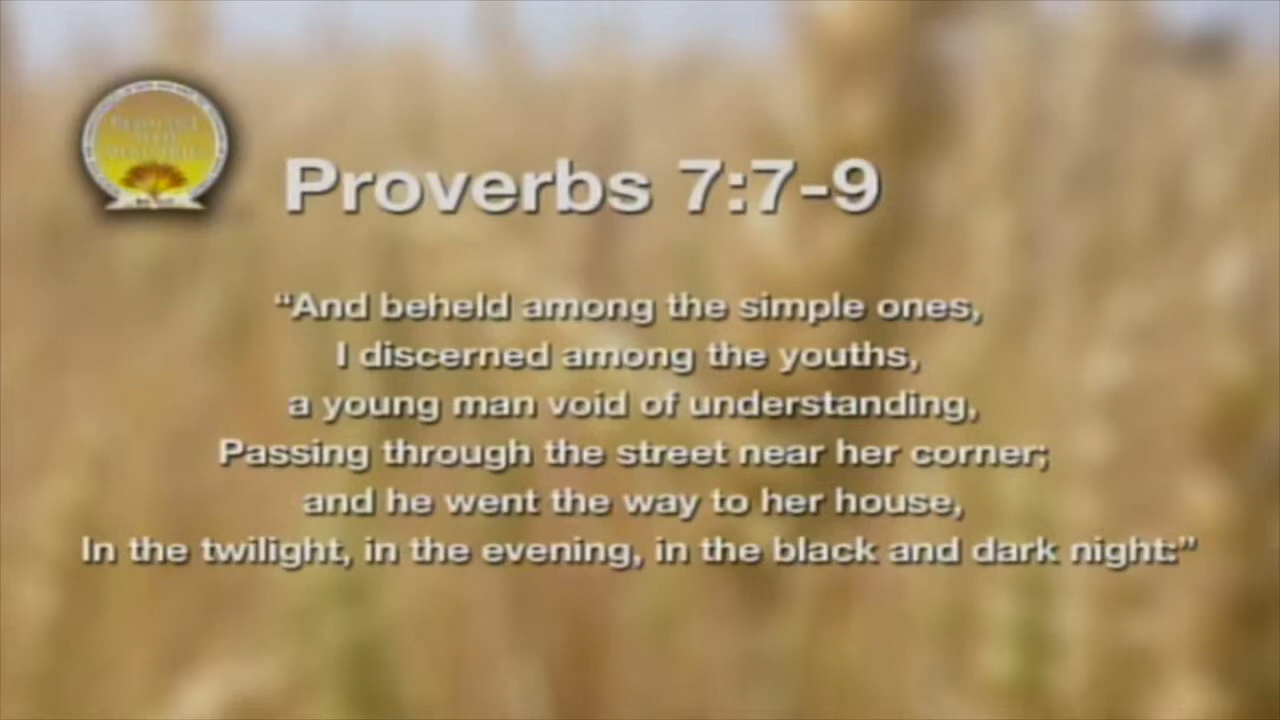 Proverbs 7:7-9
“And beheld among the simple ones,
I discerned among the youths,
a young man void of understanding,
Passing through the street near her corner;
and he went the way to her house,
In the twilight, in the evening, in the black and dark night:”